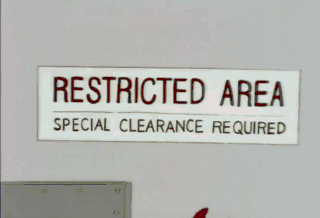 RESTRICTED AREA
SPECIAL CLEARANCE REQUIRED